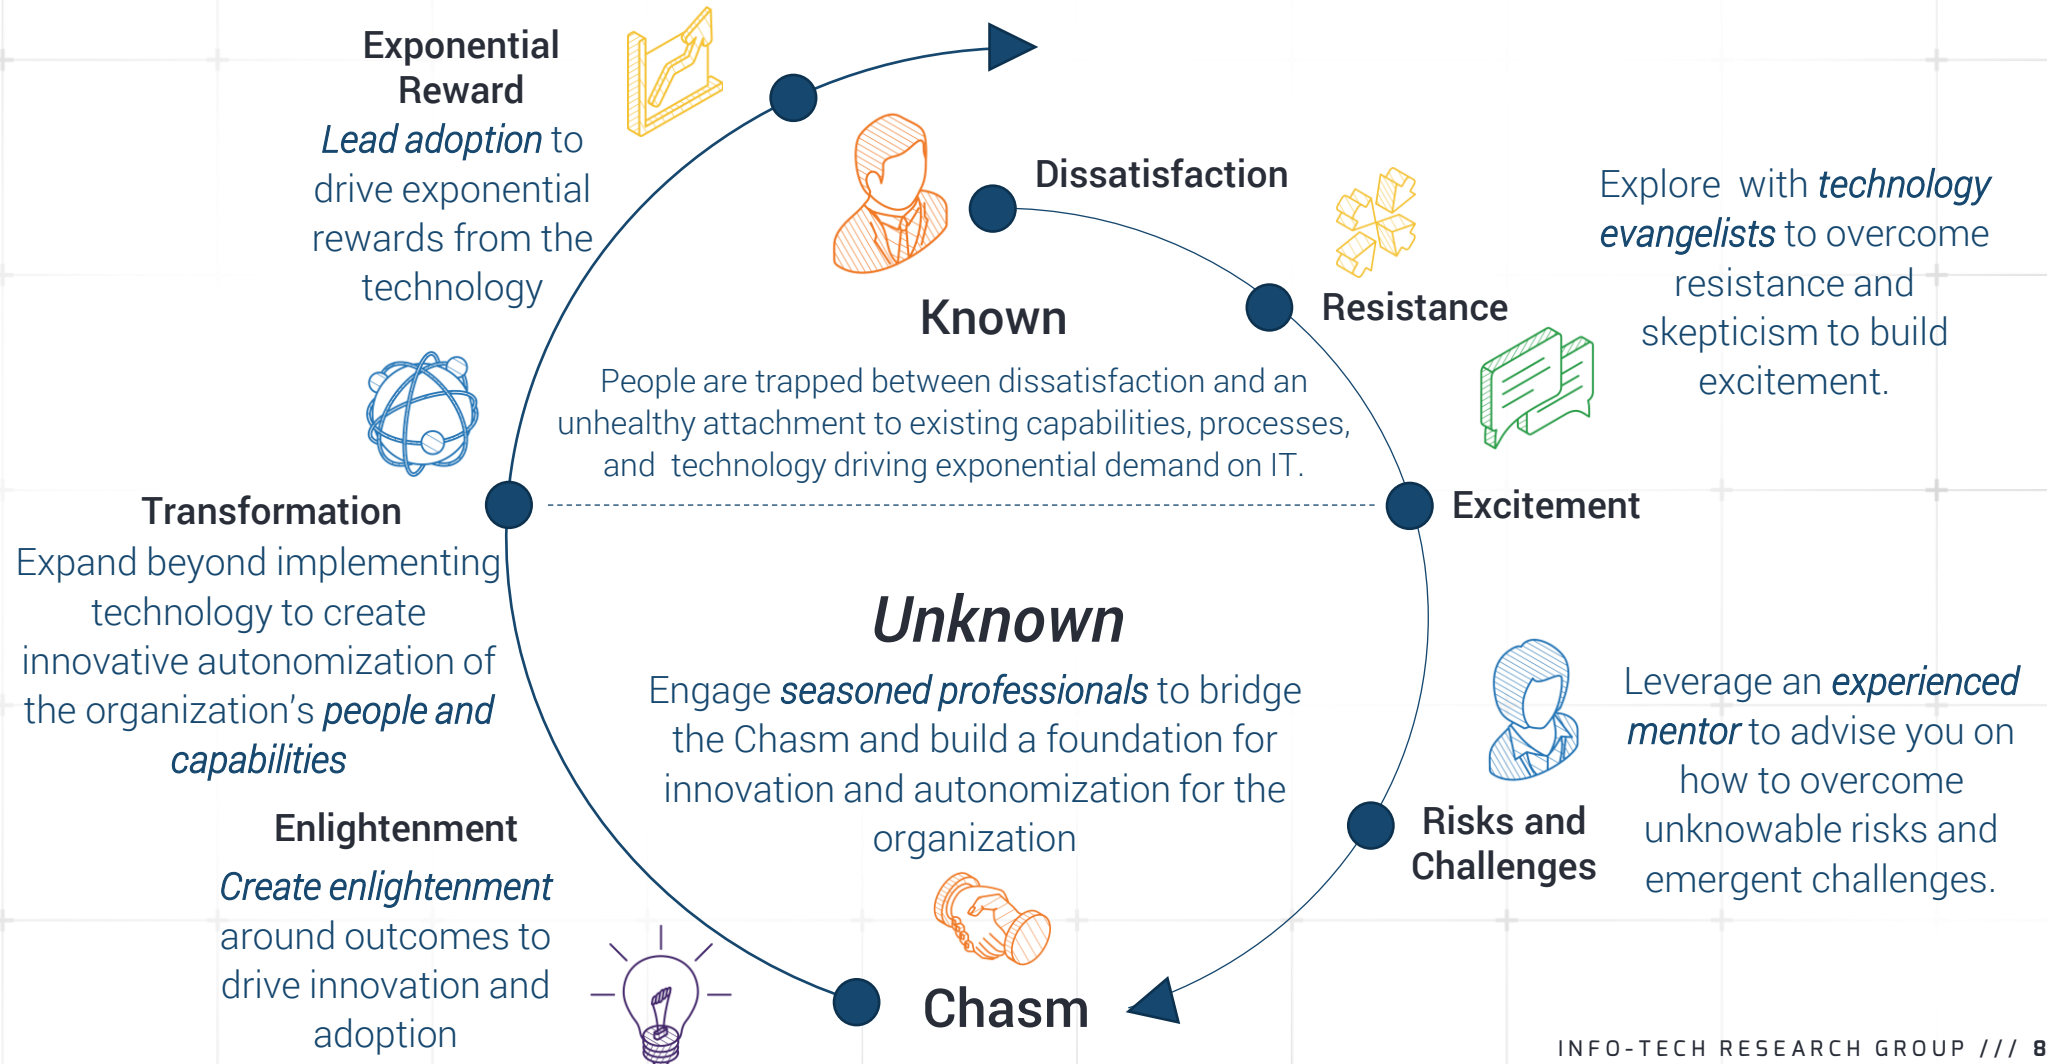 Exponential
Reward
Lead adoption to
drive exponential
rewards from the
technology
Dissatisfaction
Resistance
Explore with technology
evangelists to overcome
resistance and
skepticism to build
excitement.
Known
People are trapped between dissatisfaction and an
unhealthy attachment to existing capabilities, processes,
and technology driving exponential demand on IT.
Excitement
Transformation
Expand beyond implementing
technology to create
innovative autonomization of
the organization's people and
capabilities
Unknown
Engage seasoned professionals to bridge
the Chasm and build a foundation for
innovation and autonomization for the
organization
Leverage an experienced
mentor to advise you on
how to overcome
unknowable risks and
emergent challenges.
Risks and
Challenges
Enlightenment
Create enlightenment
around outcomes to
drive innovation and
adoption
Chasm
INFO-TECH RESEARCH GROUP /// 8